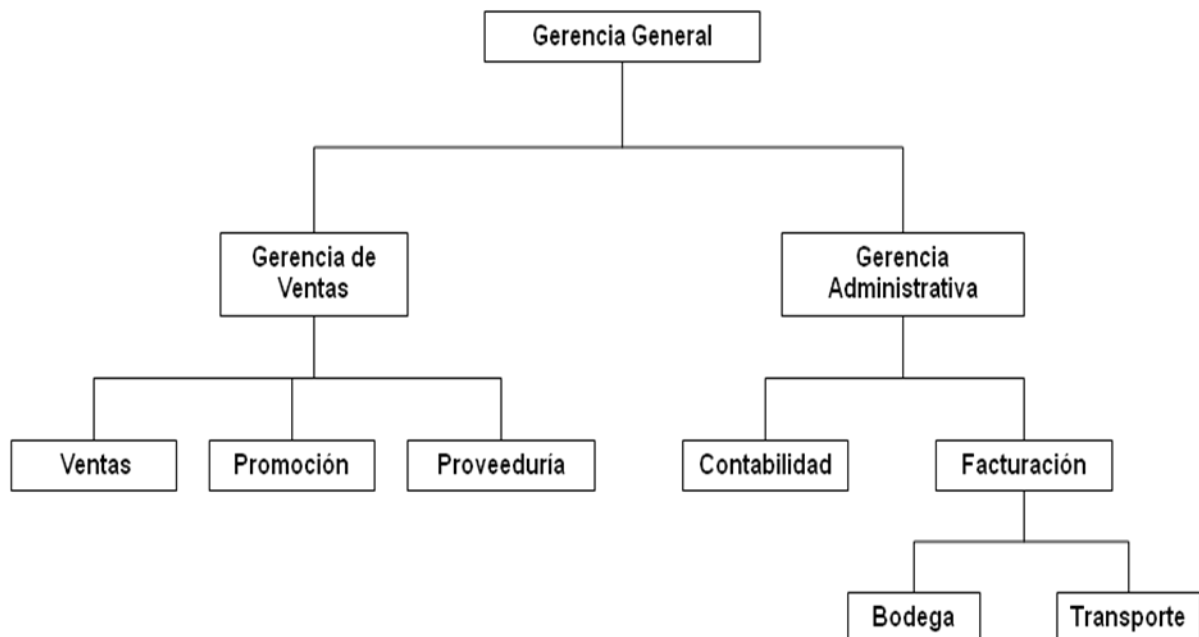 Gerencia General
Gerencia de
Ventas
Gerencia
Administrativa
Ventas
Promoción
Proveeduría
Contabilidad
Facturación
Bodega
Transporte